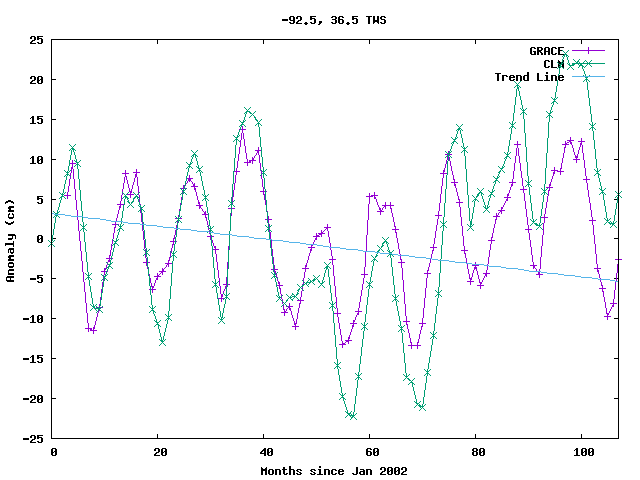 -92.5, 36.5 TWS
GRACE
CLM
Trend Line
25
20
15
10
5
0
-5
-10
-15
-20
-25
Anomaly (cm)
0 20 40 60 80 100
Months since Jan 2002